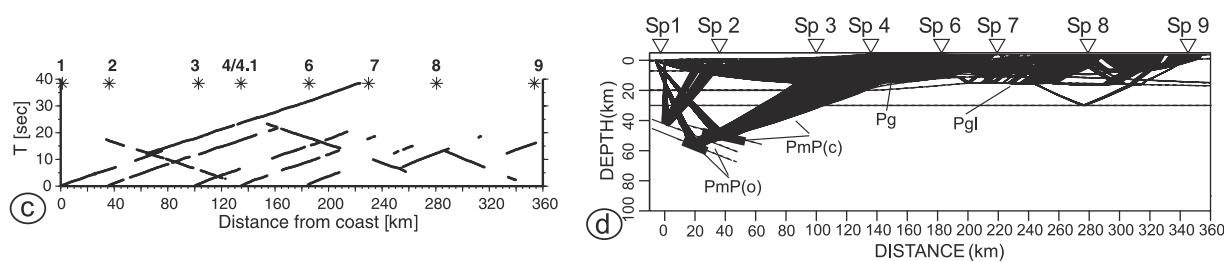 1 2 3 4/4.1 6 7 8 9
40
30
20
10
0
T [sec]
0 40 80 120 160 200 240 280 320 360
Distance from coast [km]
c
Sp1 Sp 2 Sp 3 Sp 4 Sp 6 Sp 7 Sp 8 Sp 9
0
20
40
60
80
100
DEPTH(km)
Pg
Pgl
PmP(c)
PmP(o)
0 20 40 60 80 100 120 140 160 180 200 220 240 260 280 300 320 340 360
DISTANCE (km)
d